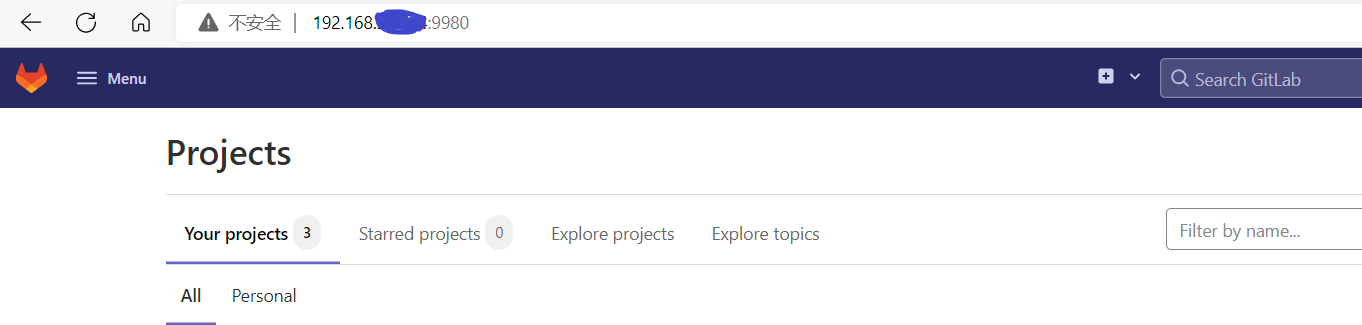 不安全 | 192.168. :9980
Menu
Search GitLab
Projects
Your projects 3
Starred projects 0
Explore projects
Explore topics
Filter by name...
All
Personal